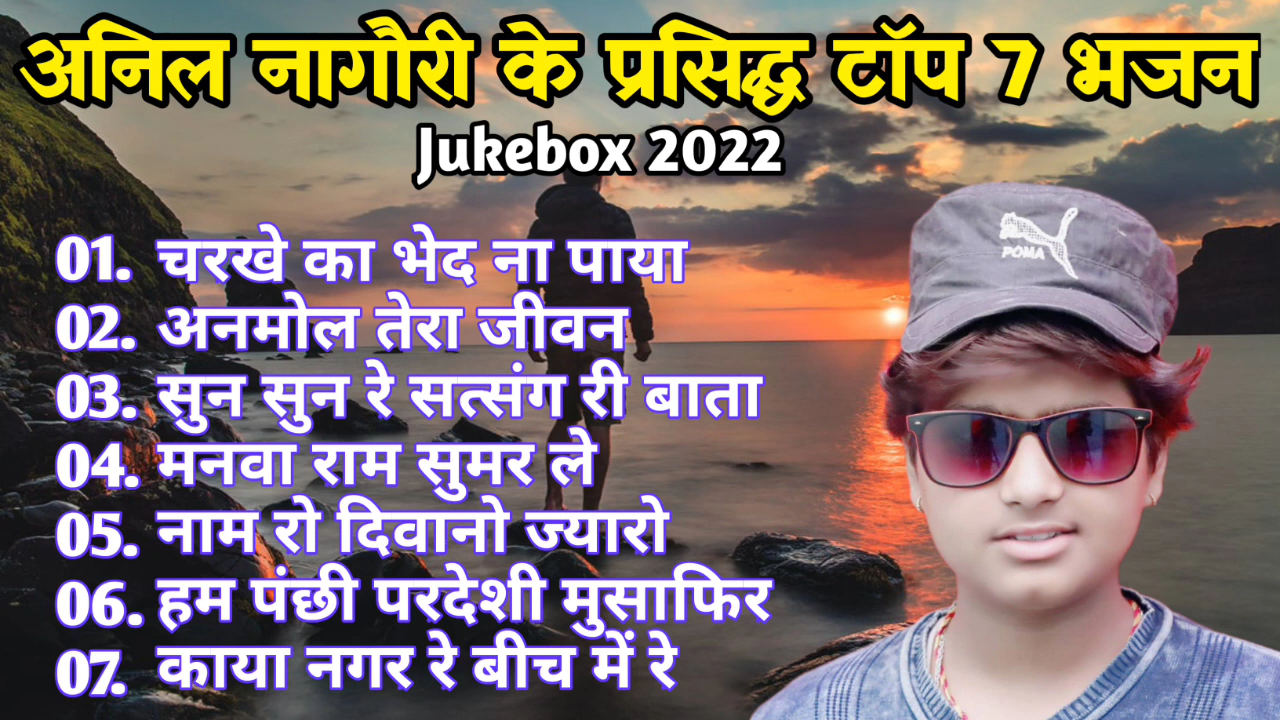 अनिल नागौरी के प्रसिद्ध टॉप 7 भजन
Jukebox 2022
POMA
01. चरखे का भेद ना पाया
02. अनमोल तेरा जीवन
03. सुन सुन रे सत्संग री बाता
04. मनवा राम सुमर ले
05. नाम रो दिवानो ज्यारो
06. हम पंछी परदेशी मुसाफिर
07. काया नगर रे बीच में रे